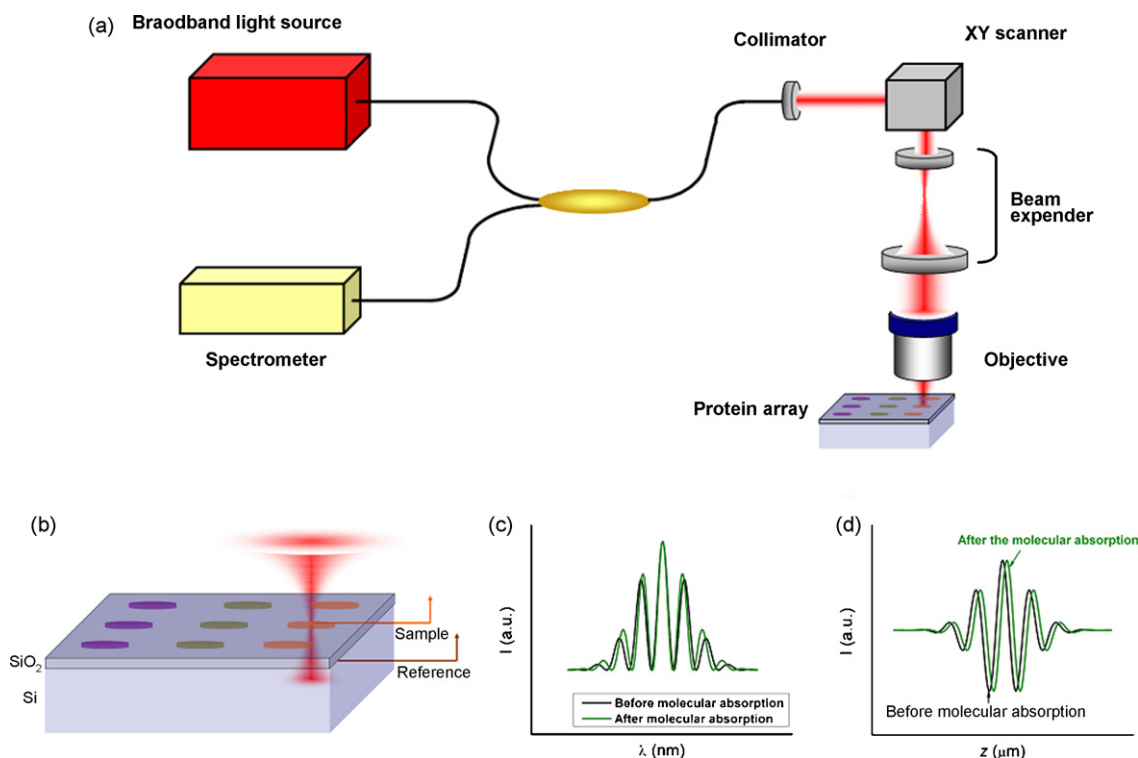 (a)
Braodband light source
Collimator
XY scanner
Beam
expender
Spectrometer
Objective
Protein array
(b)
Sample
SiO2
Reference
Si
(c)
I (a.u.)
Before molecular absorption
After molecular absorption
λ (nm)
(d)
After the molecular absorption
I (a.u.)
Before molecular absorption
z (μm)